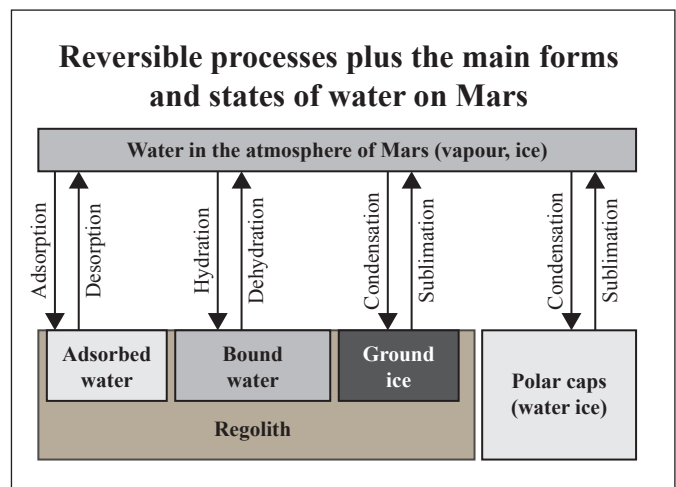 Reversible processes plus the main forms
and states of water on Mars
Water in the atmosphere of Mars (vapour, ice)
Adsorption
Desorption
Hydration
Dehydration
Condensation
Sublimation
Condensation
Sublimation
Adsorbed
water
Bound
water
Ground
ice
Polar caps
(water ice)
Regolith